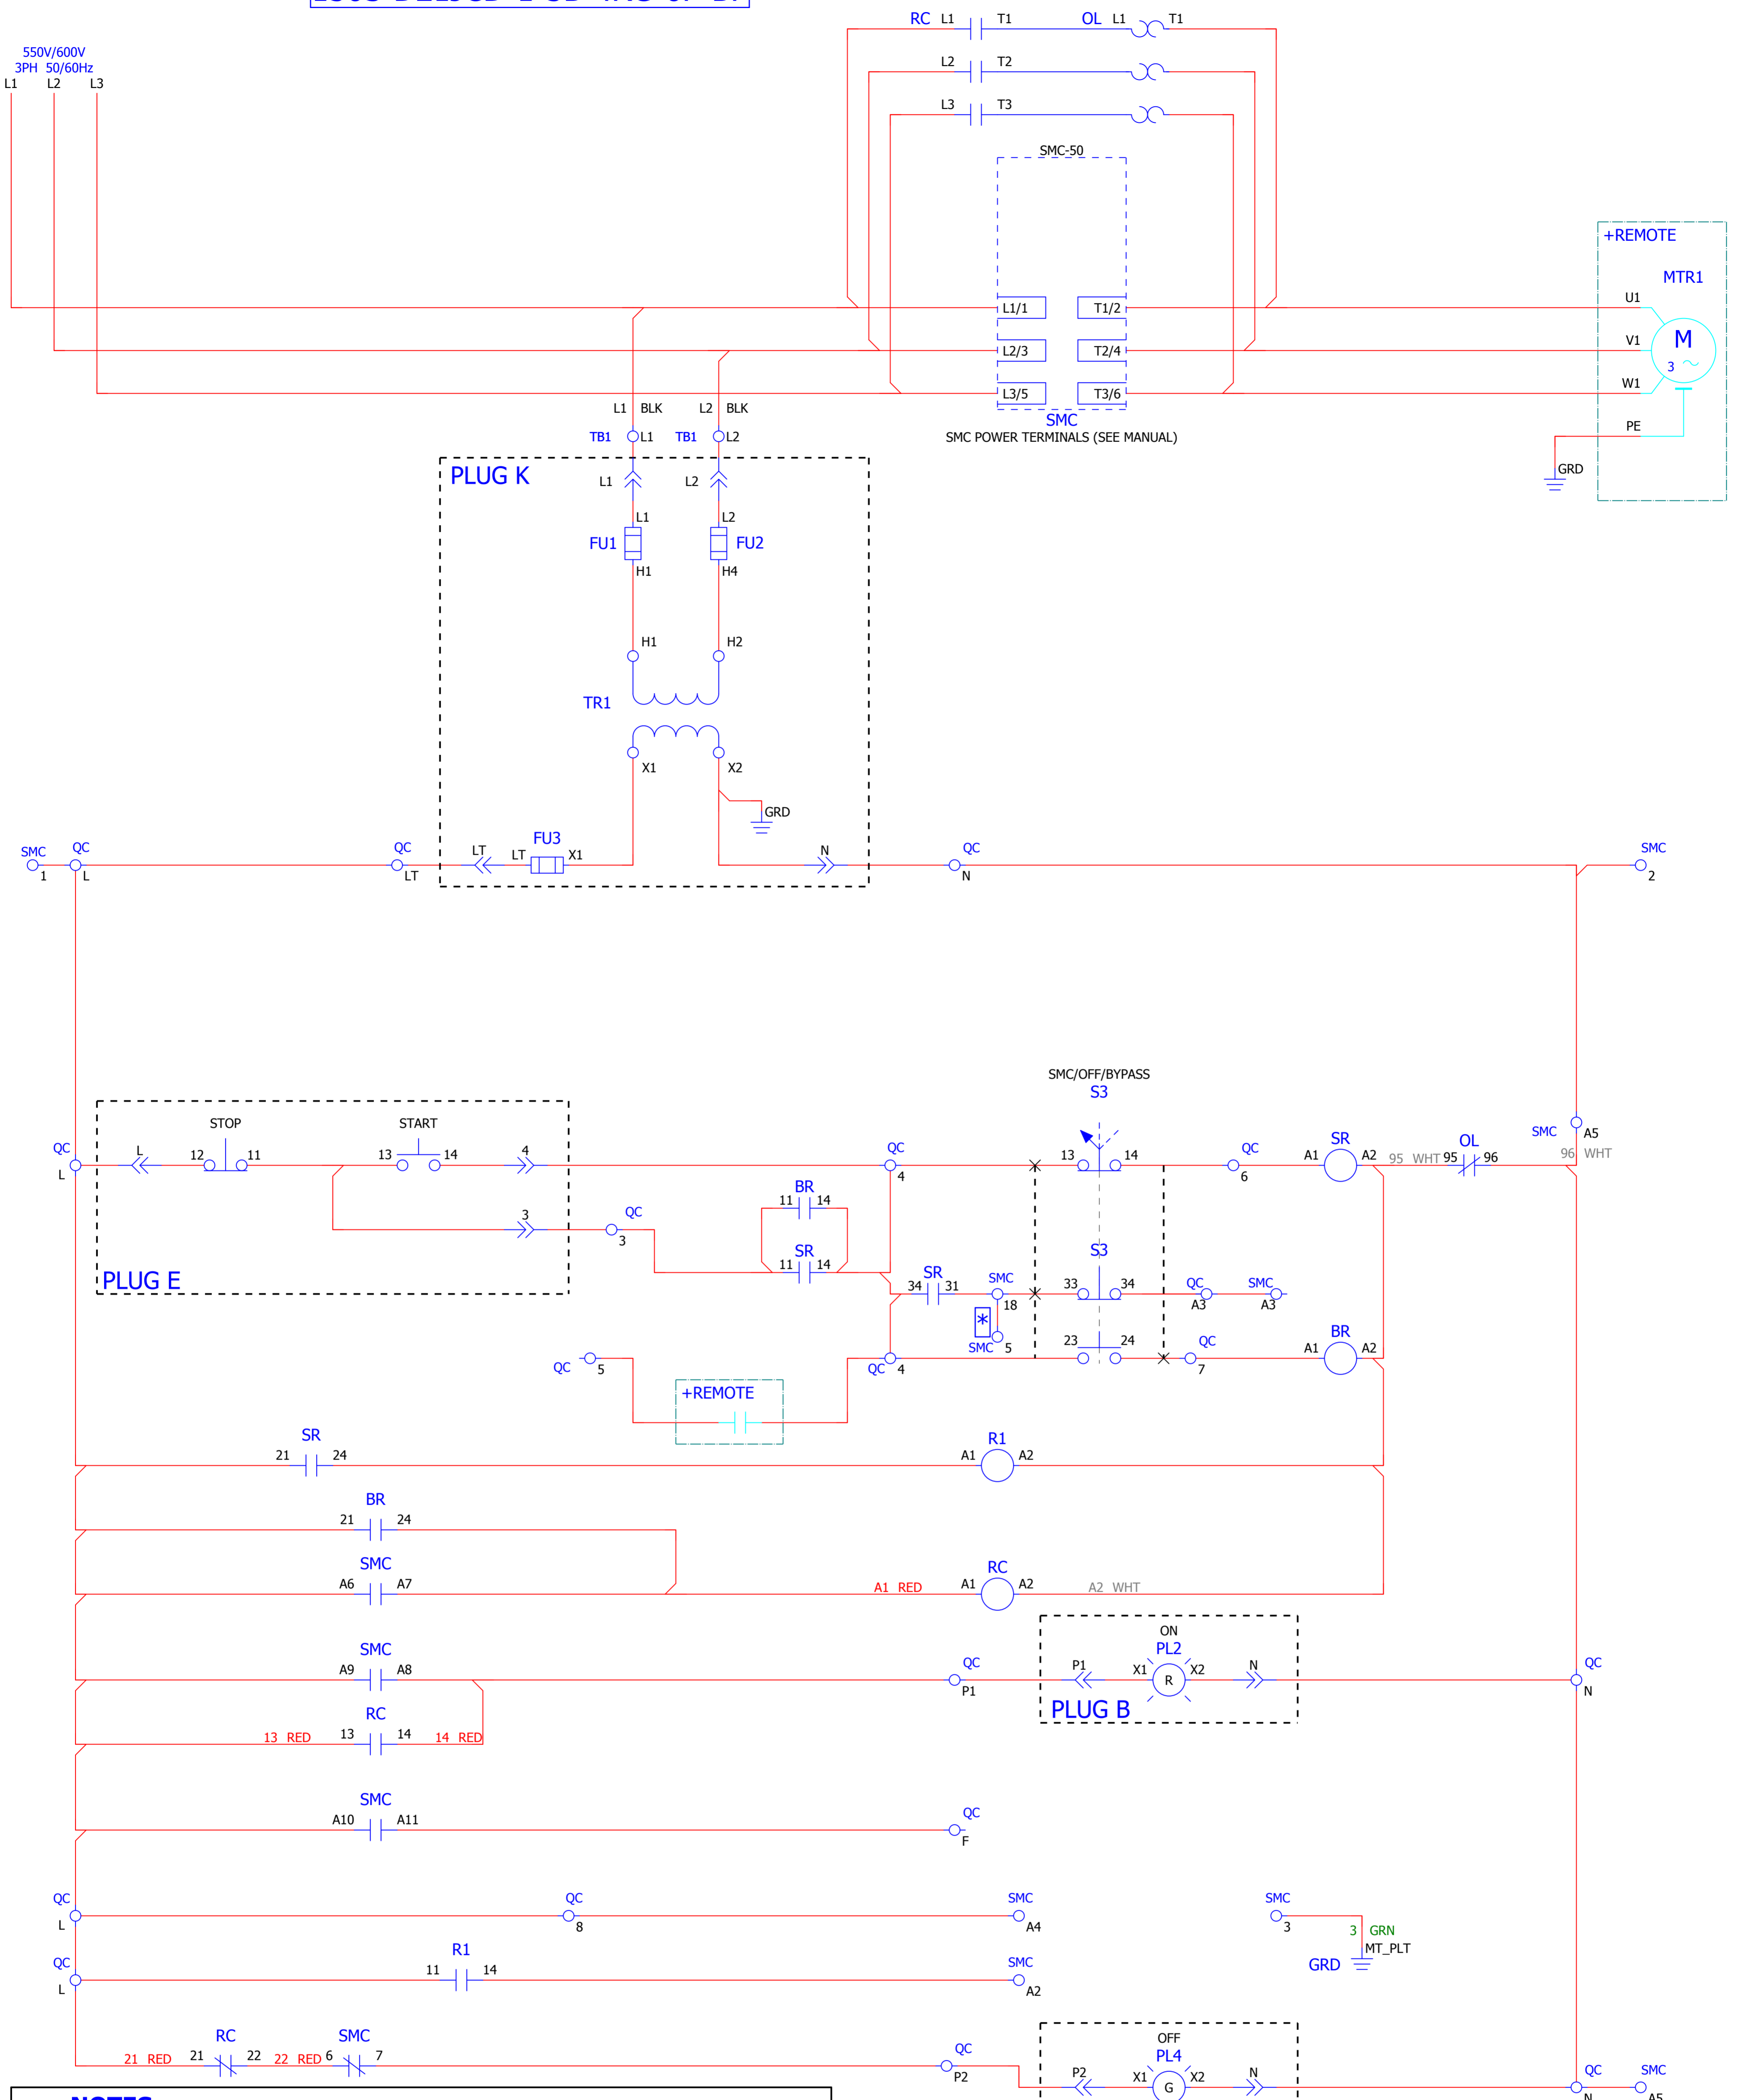 RC L1 T1 OL L1 T1
550V/600V
3PH 50/60Hz
L1 L2 L3
L2 T2
L3 T3
SMC-50
+REMOTE
MTR1
U1
L1/1 T1/2
V1 M
L2/3 T2/4
3
W1
L3/5 T3/6
L1 BLK L2 BLK
SMC
SMC POWER TERMINALS (SEE MANUAL)
PE
GRD
TB1 L1 TB1 L2
PLUG K
L1 L2
L1 L2
FU1 FU2
H1 H4
H1 H2
TR1
X1 X2
GRD
SMC QC QC LT FU3 N QC SMC
LT X1
1 L LT N 2
SMC/OFF/BYPASS
S3
STOP START
QC L 12 11 13 14 4 QC 13 14 QC SR SMC A5
A1 A2 95 WHT 95 OL 96 96 WHT
L 4 6
BR
11 14
3 QC
3
SR
11 14
S3
PLUG E
SR
34 31 SMC 33 34 QC SMC
18 A3 A3
*
SMC 5 23 24 QC BR
A1 A2
QC 5 QC 4 7
+REMOTE
SR R1
21 24 A1 A2
BR
21 24
SMC RC
A6 A7 A1 RED A1 A2 A2 WHT
ON
SMC PL2
A9 A8 QC P1 X1 R X2 N QC
P1 N
PLUG B
RC
13 RED 13 14 14 RED
SMC
A10 A11 QC
F
QC QC SMC SMC
L 8 A4 3
3 GRN
MT_PLT
GRD
QC R1 SMC
11 14
L A2
OFF
RC SMC PL4
21 RED 21 22 22 RED 6 7 QC
P2
P2 X1 G X2 N QC SMC